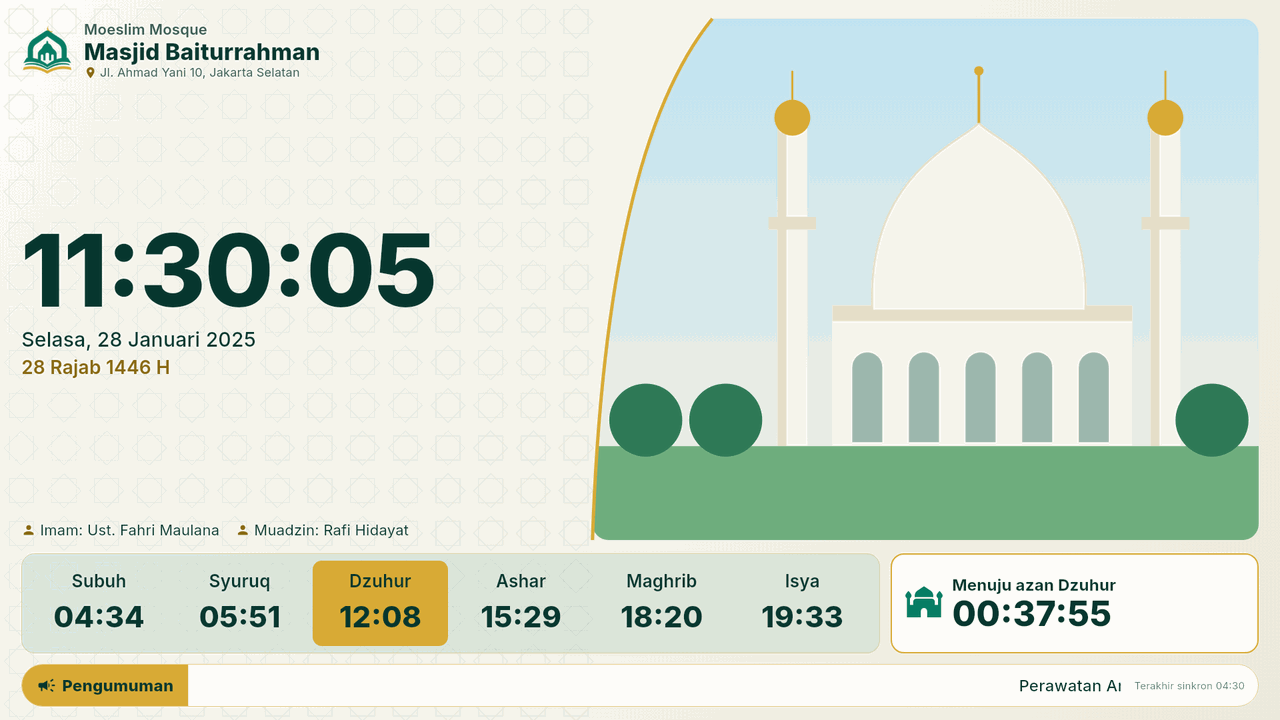 Moeslim Mosque
Masjid Baiturrahman
Jl. Ahmad Yani 10, Jakarta Selatan
11:30:05
Selasa, 28 Januari 2025
28 Rajab 1446 H
Imam: Ust. Fahri Maulana Muadzin: Rafi Hidayat
Subuh Syuruq Dzuhur Ashar Maghrib Isya
04:34 05:51 12:08 15:29 18:20 19:33
Menuju azan Dzuhur
00:37:55
Pengumuman Perawatan Terakhir sinkron 04:30